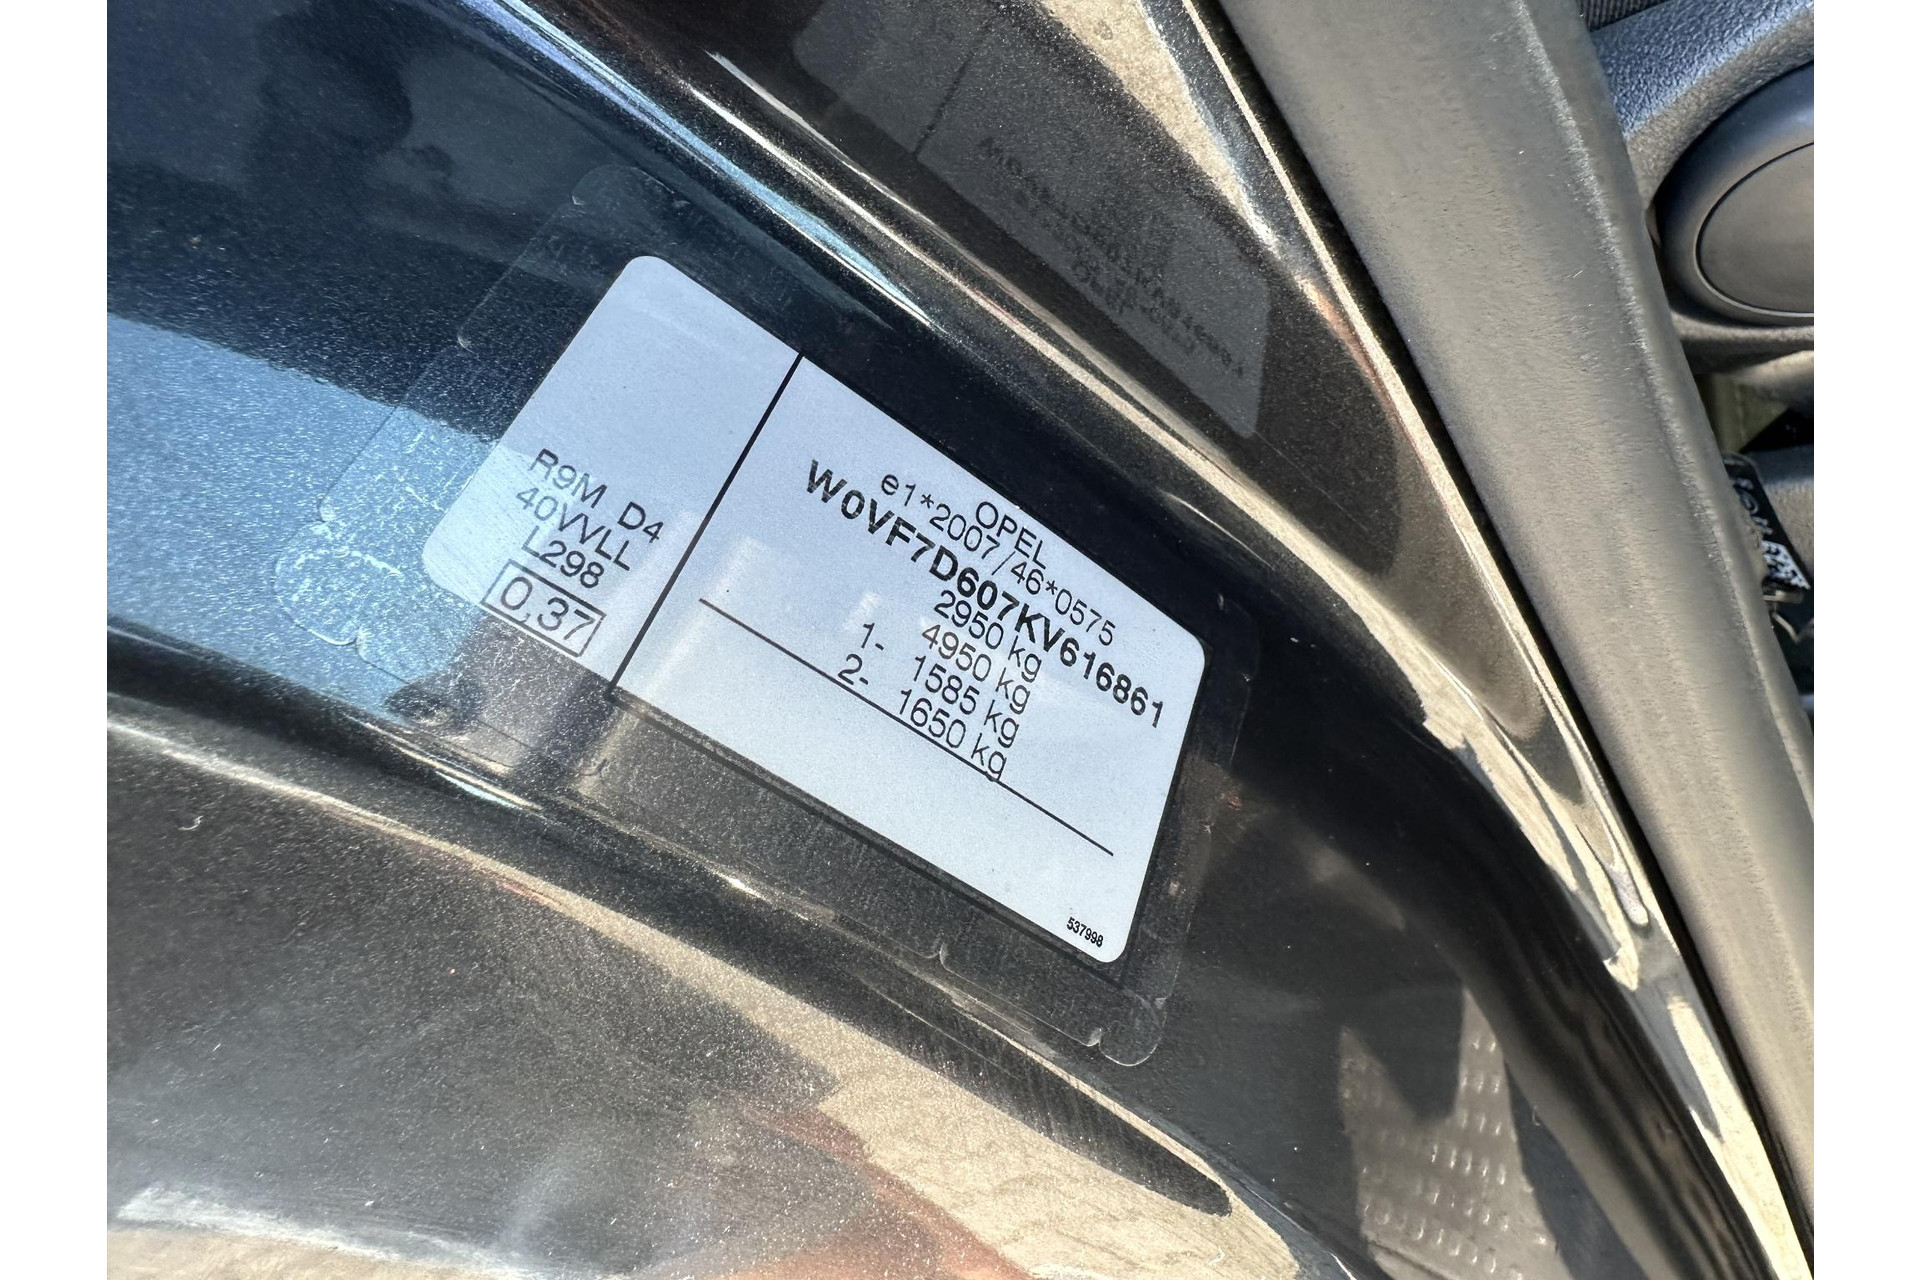 OPEL
e1*2007/46*0575
W0VF7D607KV616861
2950 kg
4950 kg
1- 1585 kg
2- 1650 kg
R9M D4
40VVLL
L298
0,37
537998